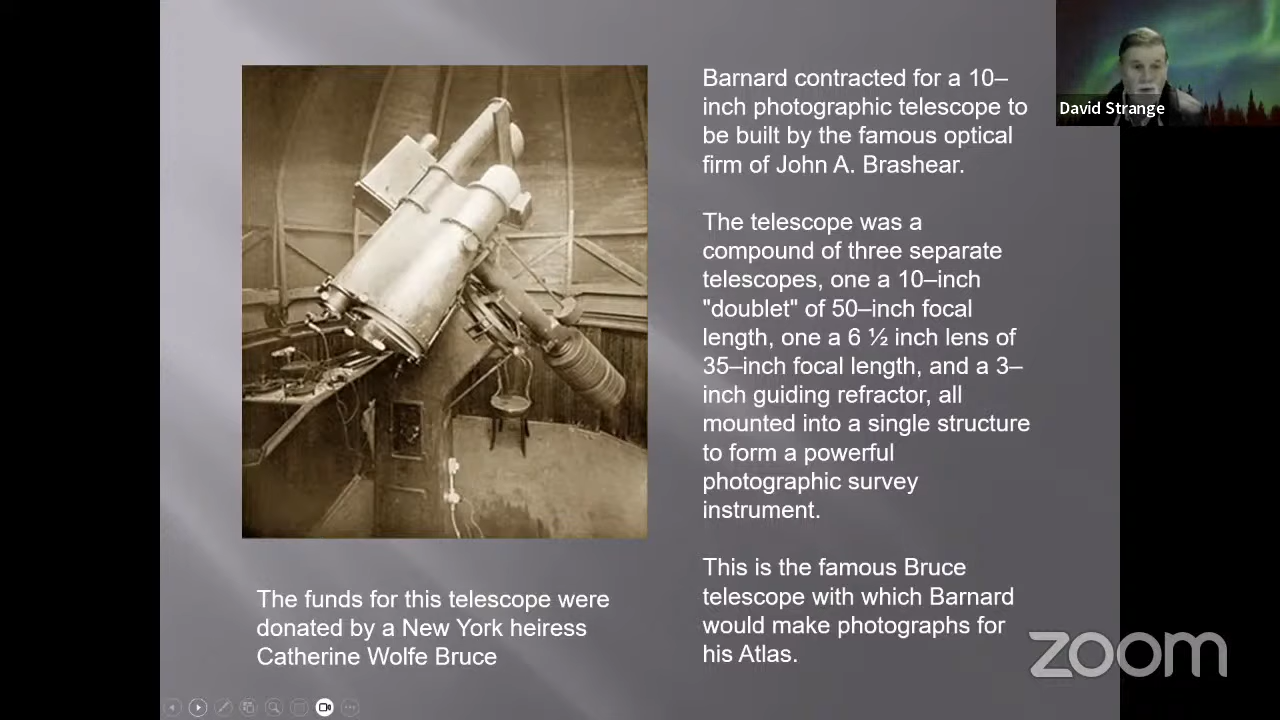 Barnard contracted for a 10–
inch photographic telescope to
be built by the famous optical
firm of John A. Brashear.
The telescope was a
compound of three separate
telescopes, one a 10–inch
"doublet" of 50–inch focal
length, one a 6 ½ inch lens of
35–inch focal length, and a 3–
inch guiding refractor, all
mounted into a single structure
to form a powerful
photographic survey
instrument.
This is the famous Bruce
telescope with which Barnard
would make photographs for
his Atlas.
The funds for this telescope were
donated by a New York heiress
Catherine Wolfe Bruce
David Strange
zoom